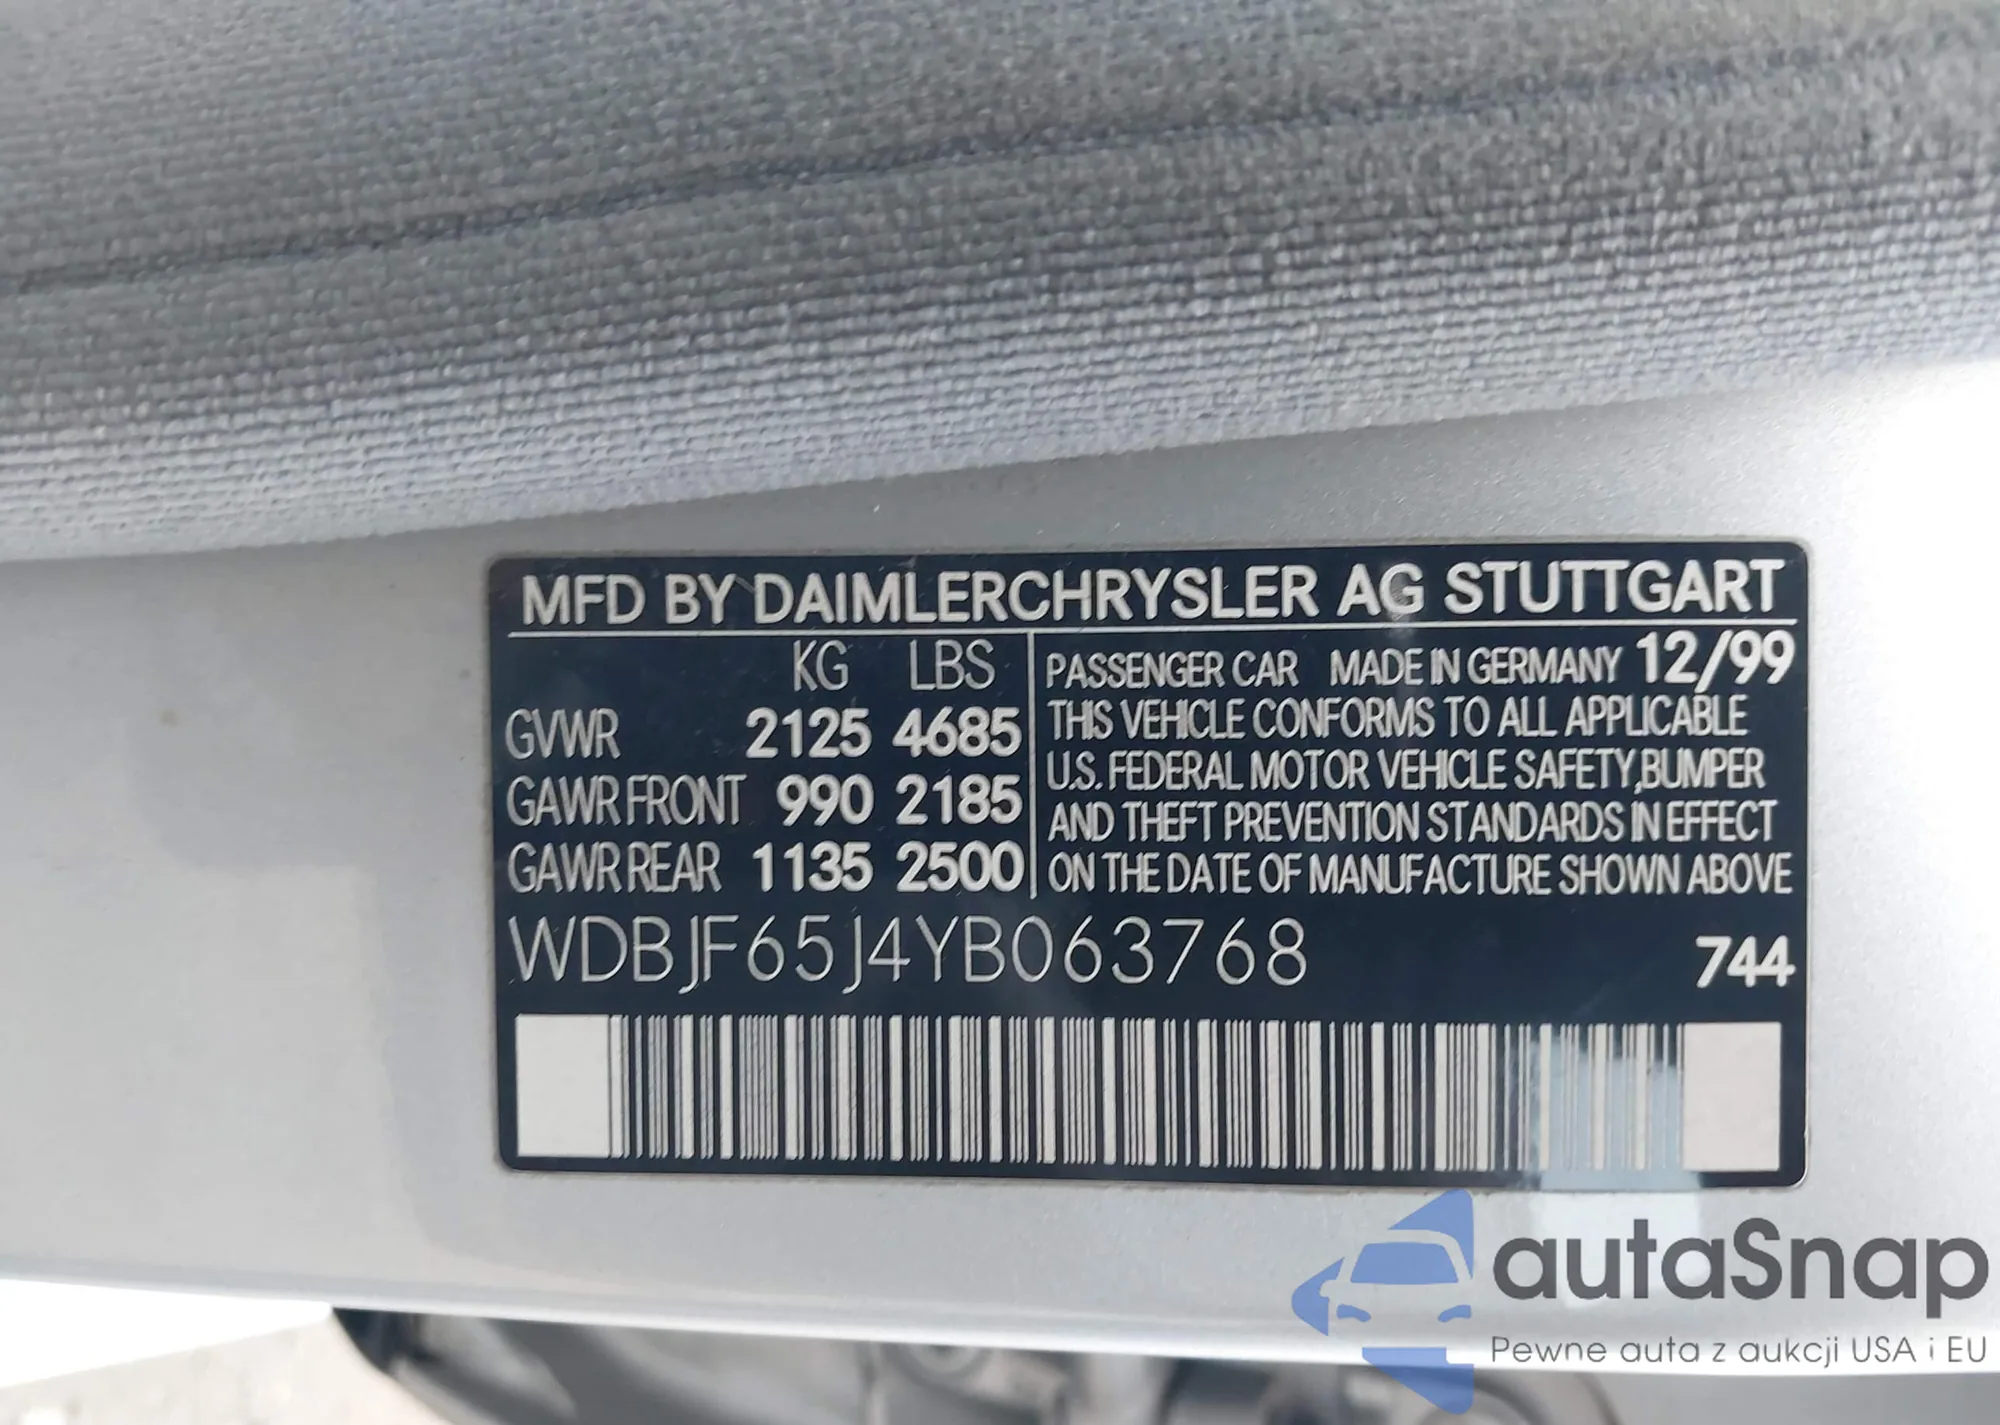 MFD BY DAIMLERCHRYSLER AG STUTTGART
KG LBS
GVWR 2125 4685
GAWR FRONT 990 2185
GAWR REAR 1135 2500
PASSENGER CAR MADE IN GERMANY 12/99
THIS VEHICLE CONFORMS TO ALL APPLICABLE
U.S. FEDERAL MOTOR VEHICLE SAFETY,BUMPER
AND THEFT PREVENTION STANDARDS IN EFFECT
ON THE DATE OF MANUFACTURE SHOWN ABOVE
WDBJF65J4YB063768 744
autaSnap
Pewne auta z aukcji USA i EU